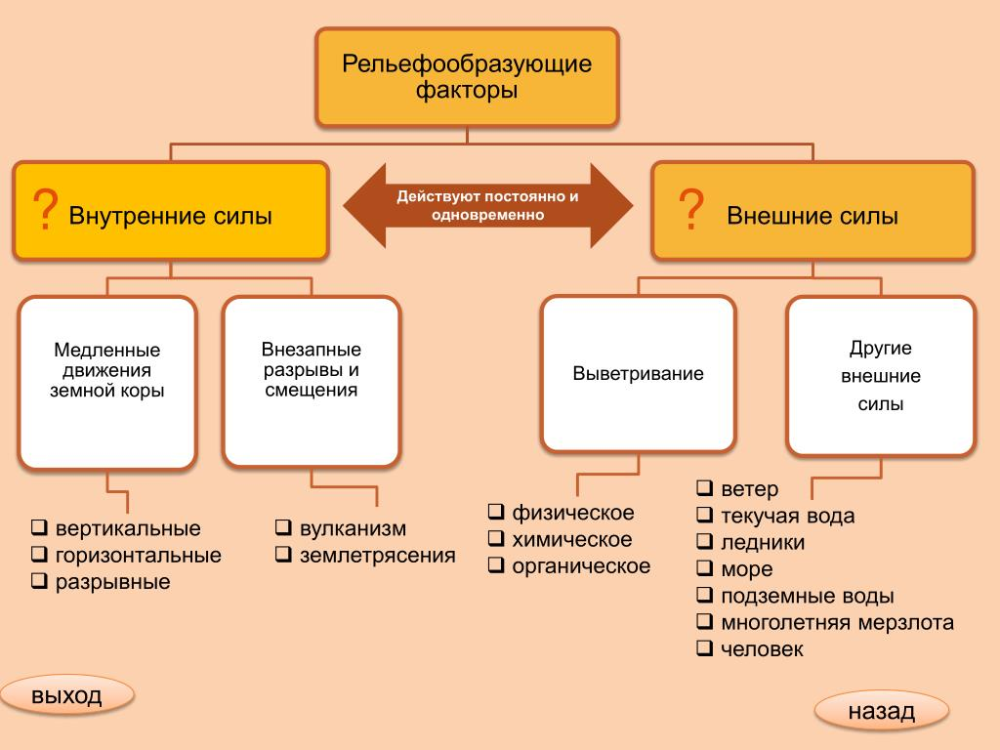 Рельефообразующие
факторы
? Внутренние силы
Действуют постоянно и
одновременно
? Внешние силы
Медленные
движения
земной коры
Внезапные
разрывы и
смещения
Выветривание
Другие
внешние
силы
❑ вертикальные
❑ горизонтальные
❑ разрывные
❑ вулканизм
❑ землетрясения
❑ физическое
❑ химическое
❑ органическое
❑ ветер
❑ текучая вода
❑ ледники
❑ море
❑ подземные воды
❑ многолетняя мерзлота
❑ человек
выход
назад